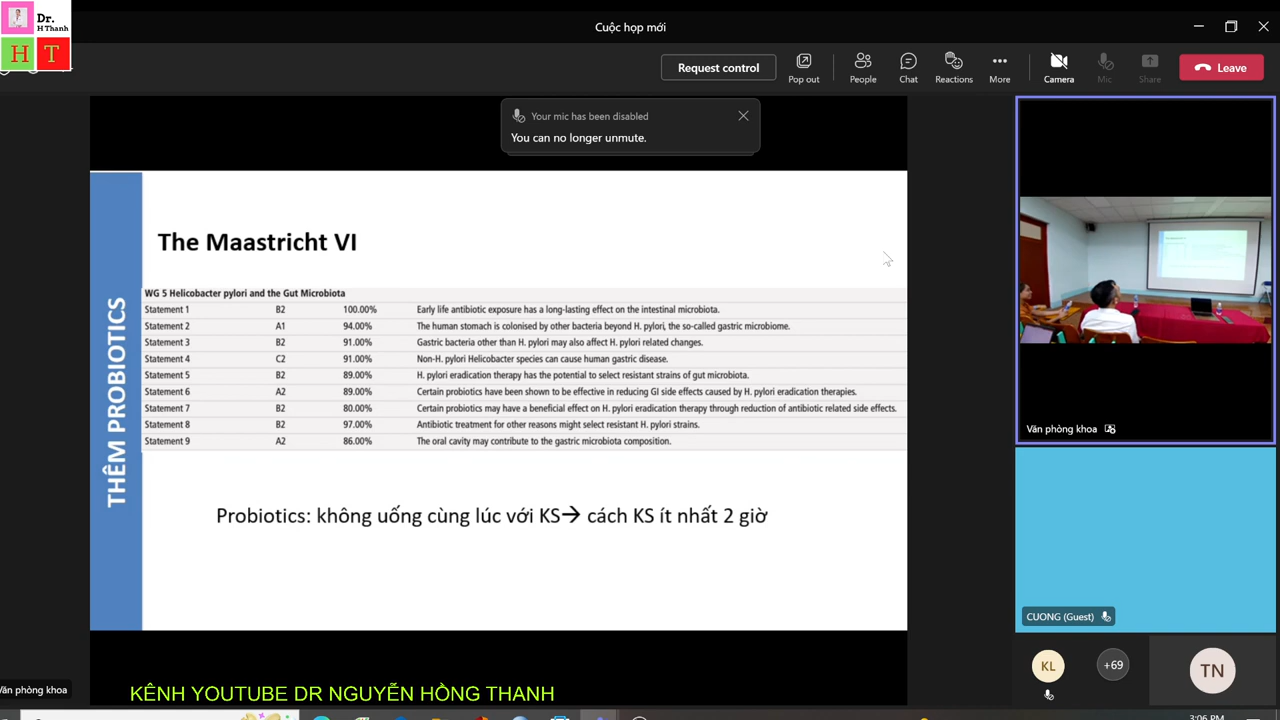 Dr.
H Thanh
H T
Cuộc họp mới
Request control
Pop out
People
Chat
Reactions
More
Camera
Mic
Share
Leave
Your mic has been disabled
You can no longer unmute.
THÊM PROBIOTICS
The Maastricht VI
WG 5 Helicobacter pylori and the Gut Microbiota
Statement 1 B2 100.00% Early life antibiotic exposure has a long-lasting effect on the intestinal microbiota.
Statement 2 A1 94.00% The human stomach is colonised by other bacteria beyond H. pylori, the so-called gastric microbiome.
Statement 3 B2 91.00% Gastric bacteria other than H. pylori may also affect H. pylori related changes.
Statement 4 C2 91.00% Non-H. pylori Helicobacter species can cause human gastric disease.
Statement 5 B2 89.00% H. pylori eradication therapy has the potential to select resistant strains of gut microbiota.
Statement 6 A2 89.00% Certain probiotics have been shown to be effective in reducing GI side effects caused by H. pylori eradication therapies.
Statement 7 B2 80.00% Certain probiotics may have a beneficial effect on H. pylori eradication therapy through reduction of antibiotic related side effects.
Statement 8 B2 97.00% Antibiotic treatment for other reasons might select resistant H. pylori strains.
Statement 9 A2 86.00% The oral cavity may contribute to the gastric microbiota composition.
Probiotics: không uống cùng lúc với KS→ cách KS ít nhất 2 giờ
Văn phòng khoa
CUONG (Guest)
KL
+69
TN
Văn phòng khoa
KÊNH YOUTUBE DR NGUYỄN HỒNG THANH
3:06 PM